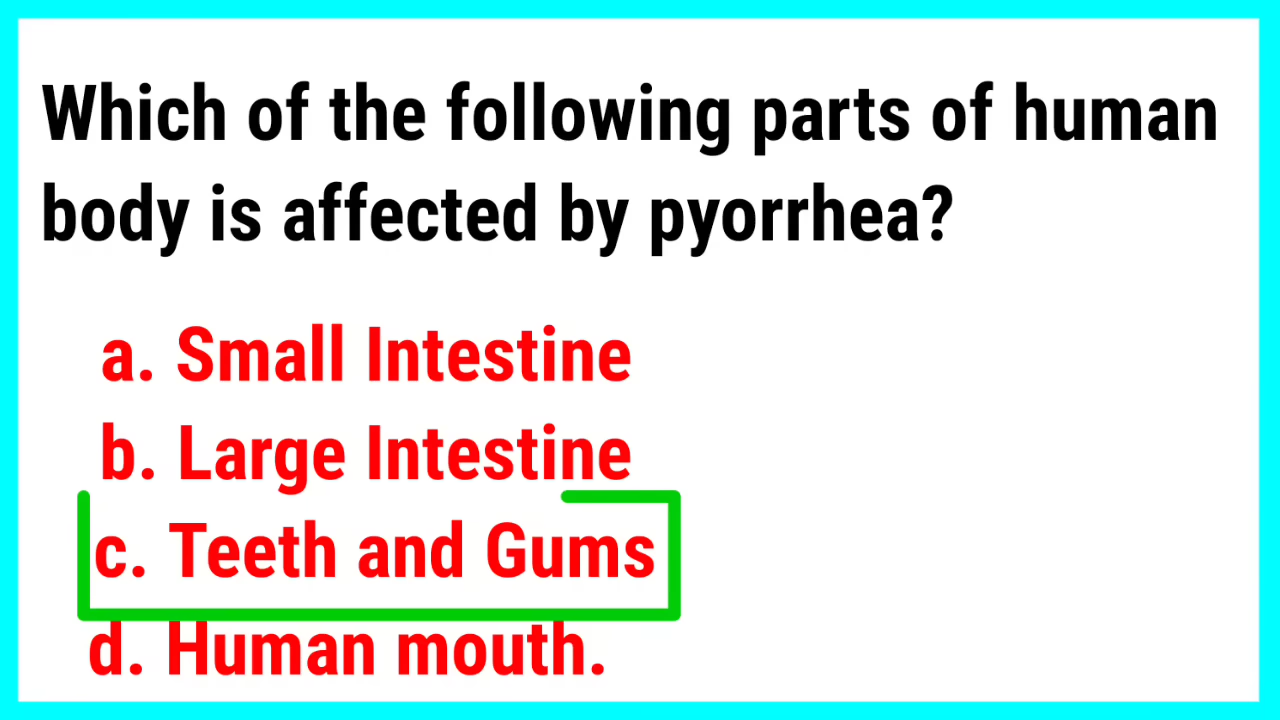 Which of the following parts of human
body is affected by pyorrhea?
a. Small Intestine
b. Large Intestine
c. Teeth and Gums
d. Human mouth.